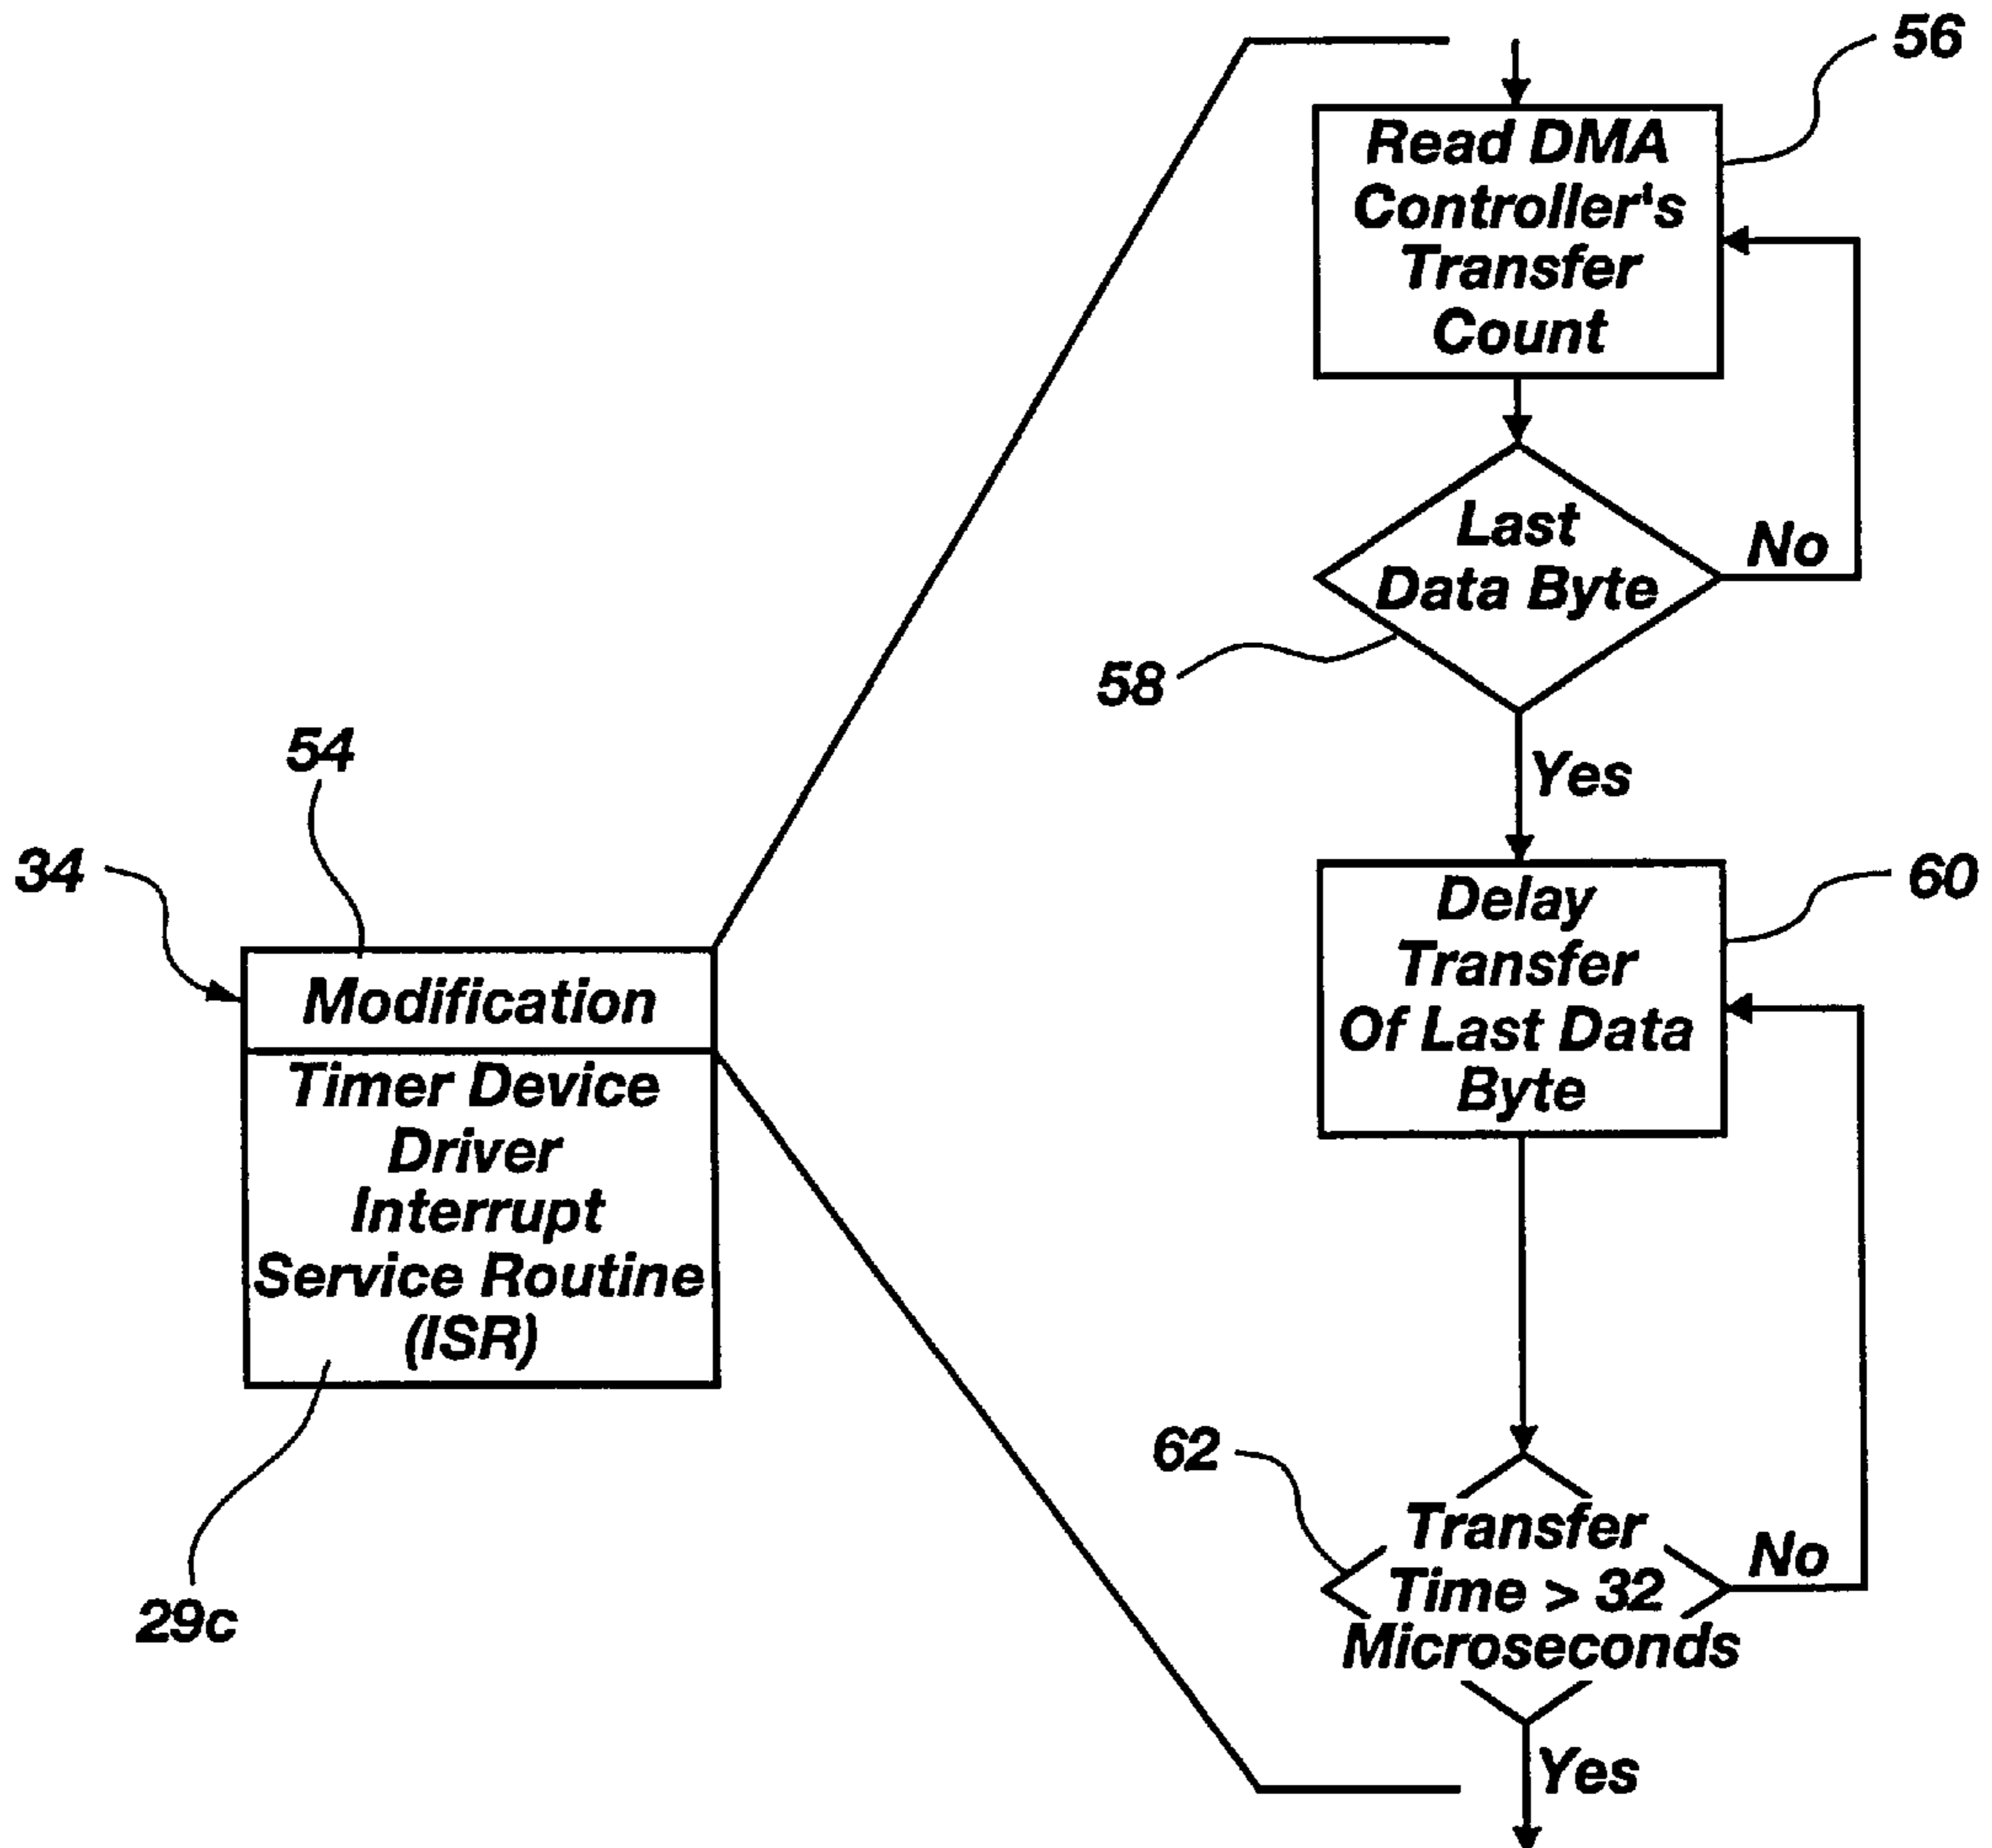 56
Read DMA
Controller's
Transfer
Count
Last
Data Byte
No
58
Yes
54
34
Modification
Timer Device
Driver
Interrupt
Service Routine
(ISR)
29c
Delay
Transfer
Of Last Data
Byte
60
62
Transfer
Time > 32
Microseconds
No
Yes